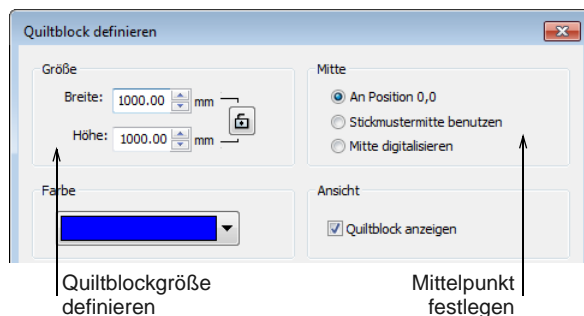 Quiltblock definieren
Größe
Breite: 1000.00 mm
Höhe: 1000.00 mm
Mitte
An Position 0,0
Stickmustermitte benutzen
Mitte digitalisieren
Farbe
Ansicht
Quiltblock anzeigen
Quiltblockgröße
definieren
Mittelpunkt
festlegen